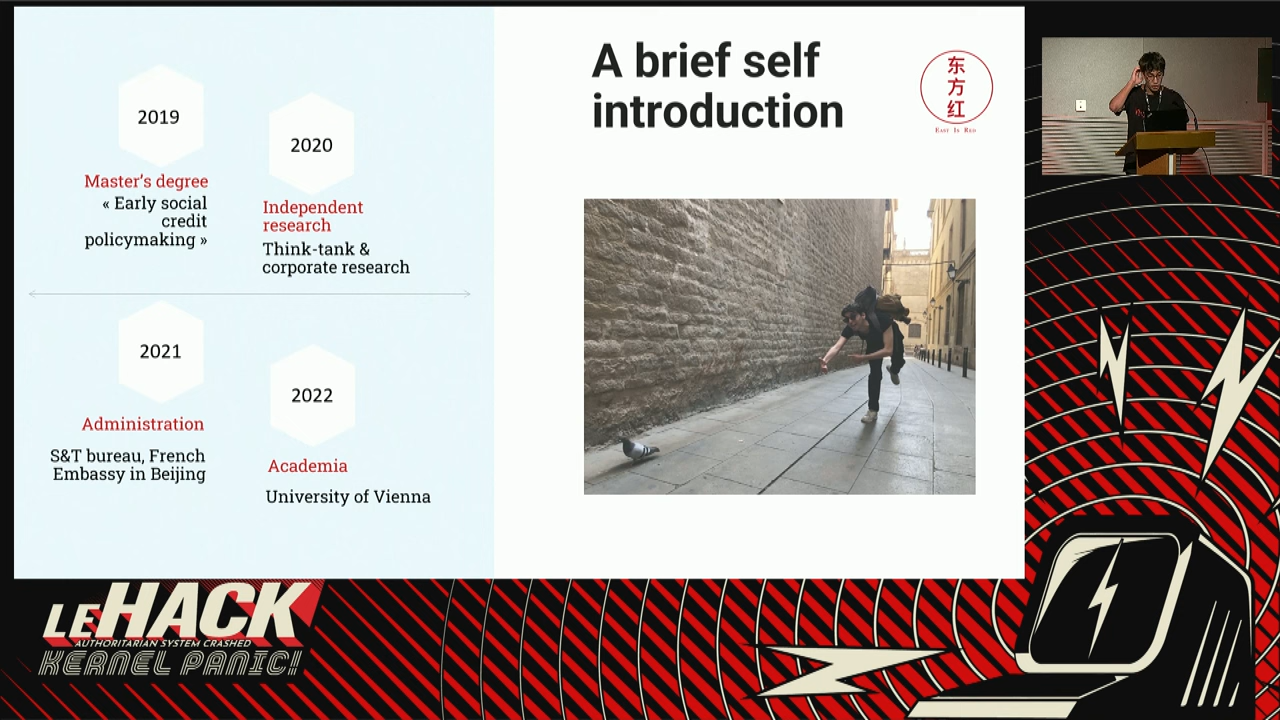 A brief self
introduction
东
方
红
East Is Red
2019
Master's degree
« Early social
credit
policymaking »
2020
Independent
research
Think-tank &
corporate research
2021
Administration
S&T bureau, French
Embassy in Beijing
2022
Academia
University of Vienna
LEHACK
AUTHORITARIAN SYSTEM CRASHED
KERNEL PANIC!